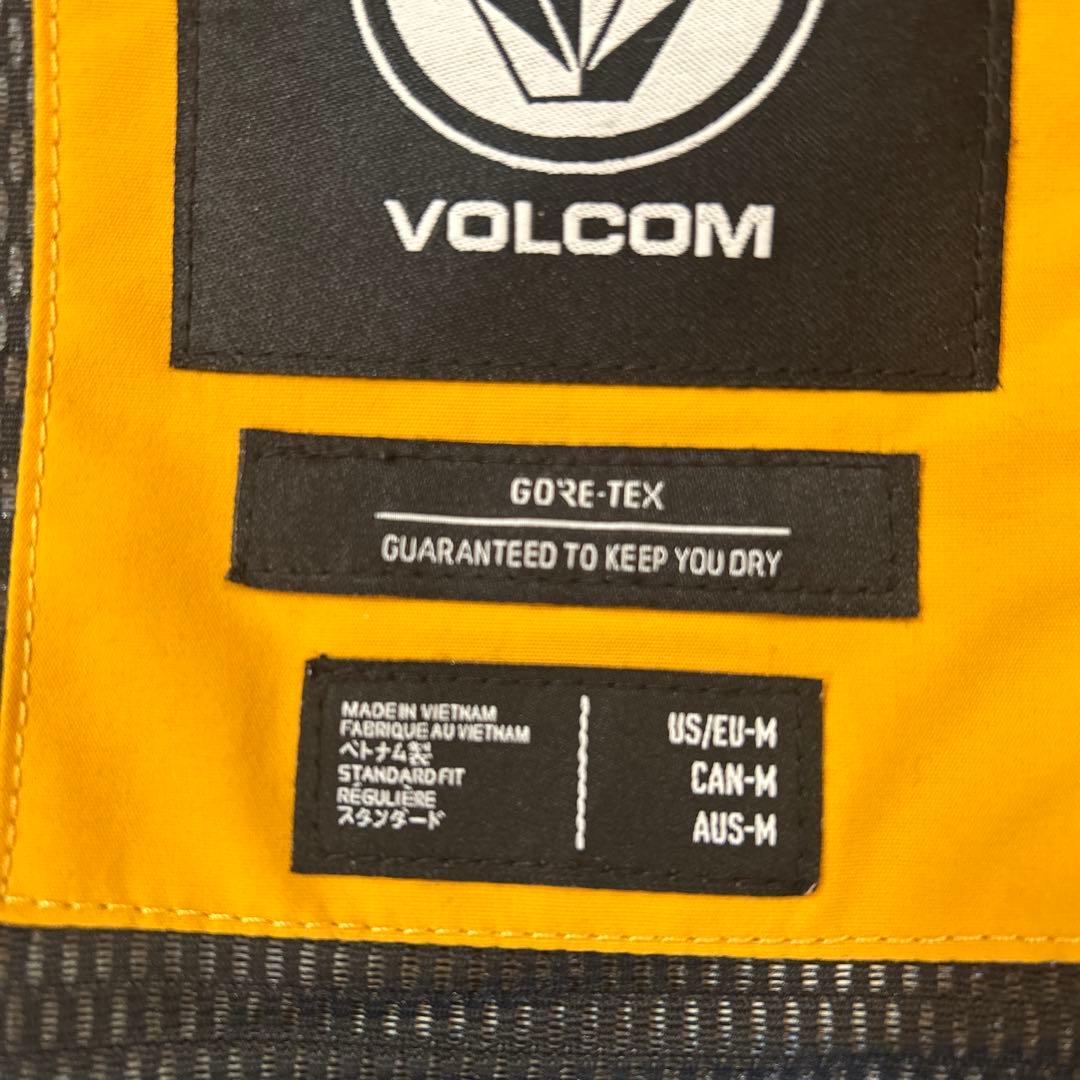 VOLCOM
GORE-TEX
GUARANTEED TO KEEP YOU DRY
MADE IN VIETNAM
FABRIQUE AU VIETNAM
ベトナム製
STANDARD FIT
RÉGULIÈRE
スタンダード
US/EU-M
CAN-M
AUS-M